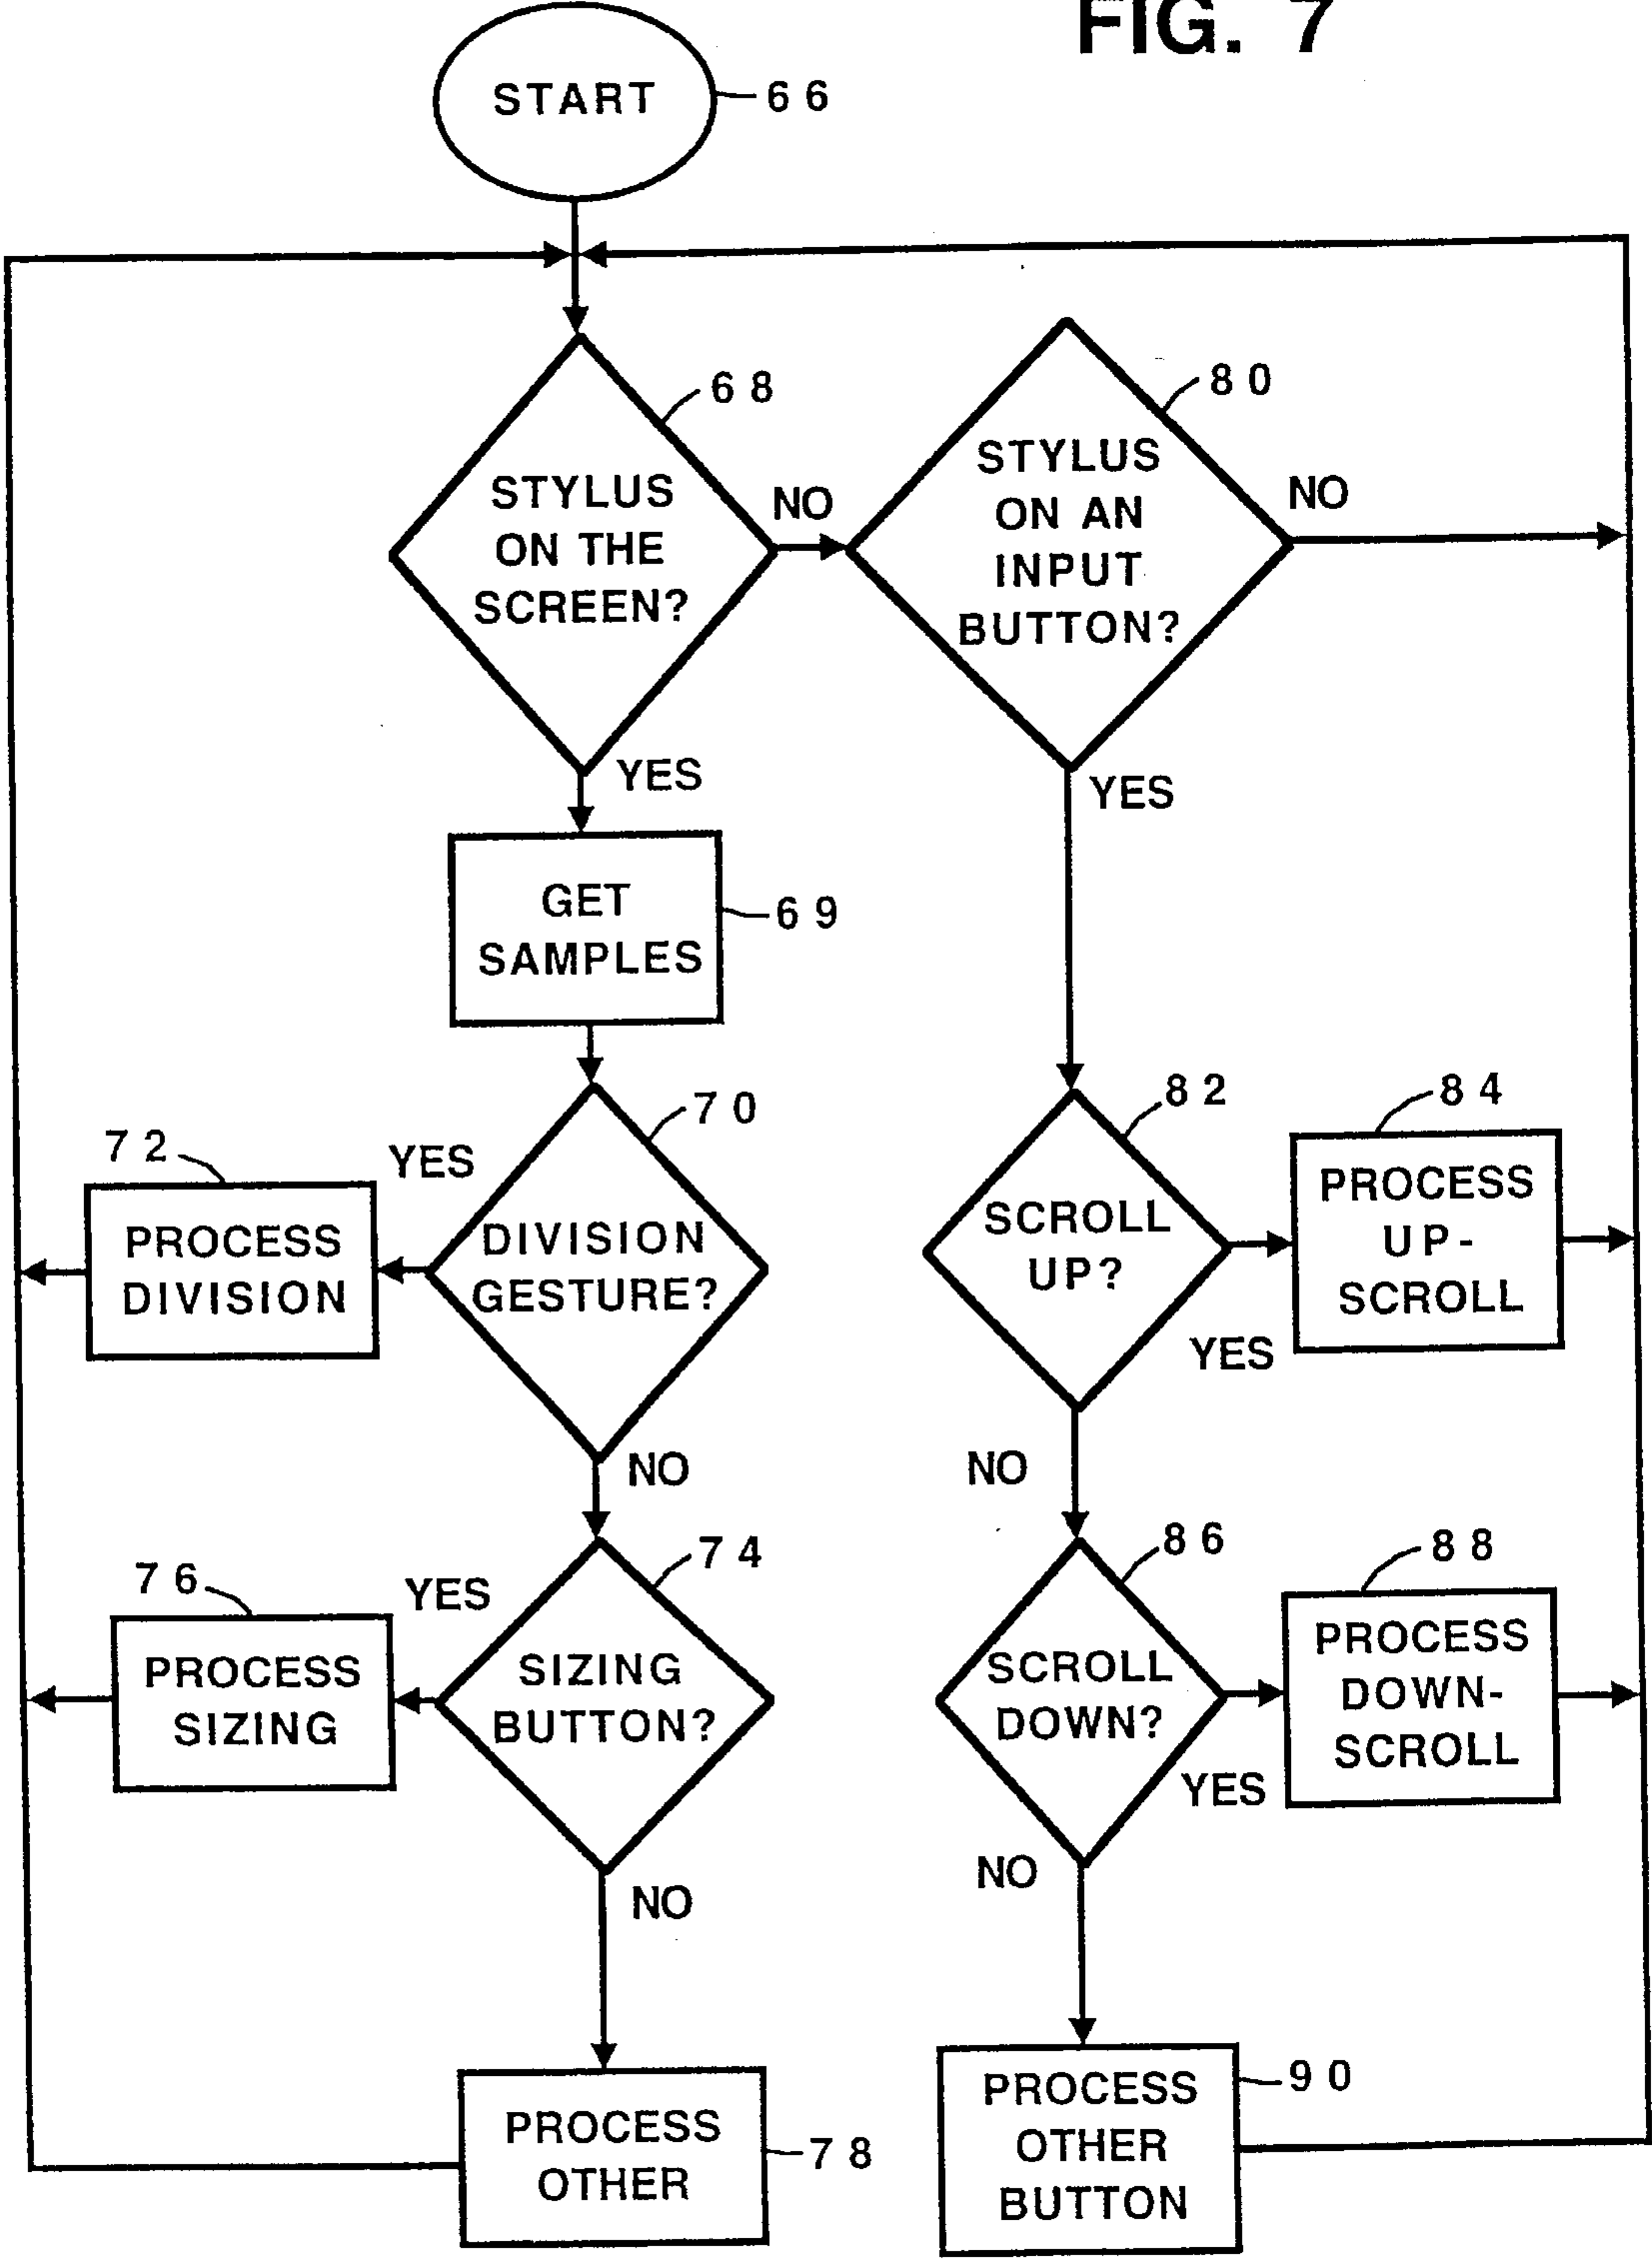 FIG. 7
START
66
68
STYLUS
ON THE
SCREEN?
NO
80
STYLUS
ON AN
INPUT
BUTTON?
NO
YES
YES
GET
SAMPLES
69
70
DIVISION
GESTURE?
YES
72
PROCESS
DIVISION
NO
82
SCROLL
UP?
YES
84
PROCESS
UP-
SCROLL
NO
74
SIZING
BUTTON?
YES
76
PROCESS
SIZING
NO
86
SCROLL
DOWN?
YES
88
PROCESS
DOWN-
SCROLL
NO
PROCESS
OTHER
78
PROCESS
OTHER
BUTTON
90